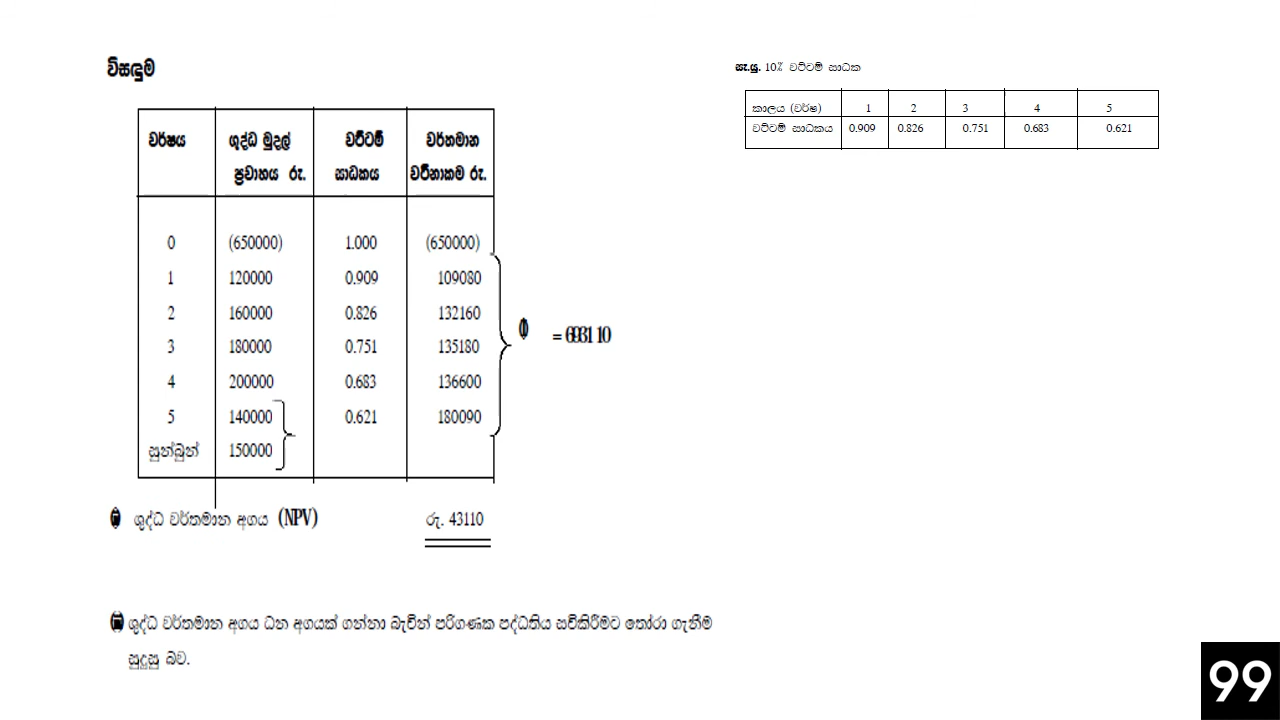 විසඳුම
සැ.යු. 10% වට්ටම් සාධක
කාලය (වර්ෂ) 1 2 3 4 5
වට්ටම් සාධකය 0.909 0.826 0.751 0.683 0.621
වර්ෂය ශුද්ධ මුදල් වට්ටම් වර්තමාන
ප්‍රවාහය රු. සාධකය වටිනාකම රු.
0 (650000) 1.000 (650000)
1 120000 0.909 109080
2 160000 0.826 132160
= 693110
3 180000 0.751 135180
4 200000 0.683 136600
5 140000 0.621 180090
සුන්බුන් 150000
ශුද්ධ වර්තමාන අගය (NPV) රු. 43110
ශුද්ධ වර්තමාන අගය ධන අගයක් ගන්නා බැවින් පරිගණක පද්ධතිය සවිකිරීමට තෝරා ගැනීම
සුදුසු බව.
99